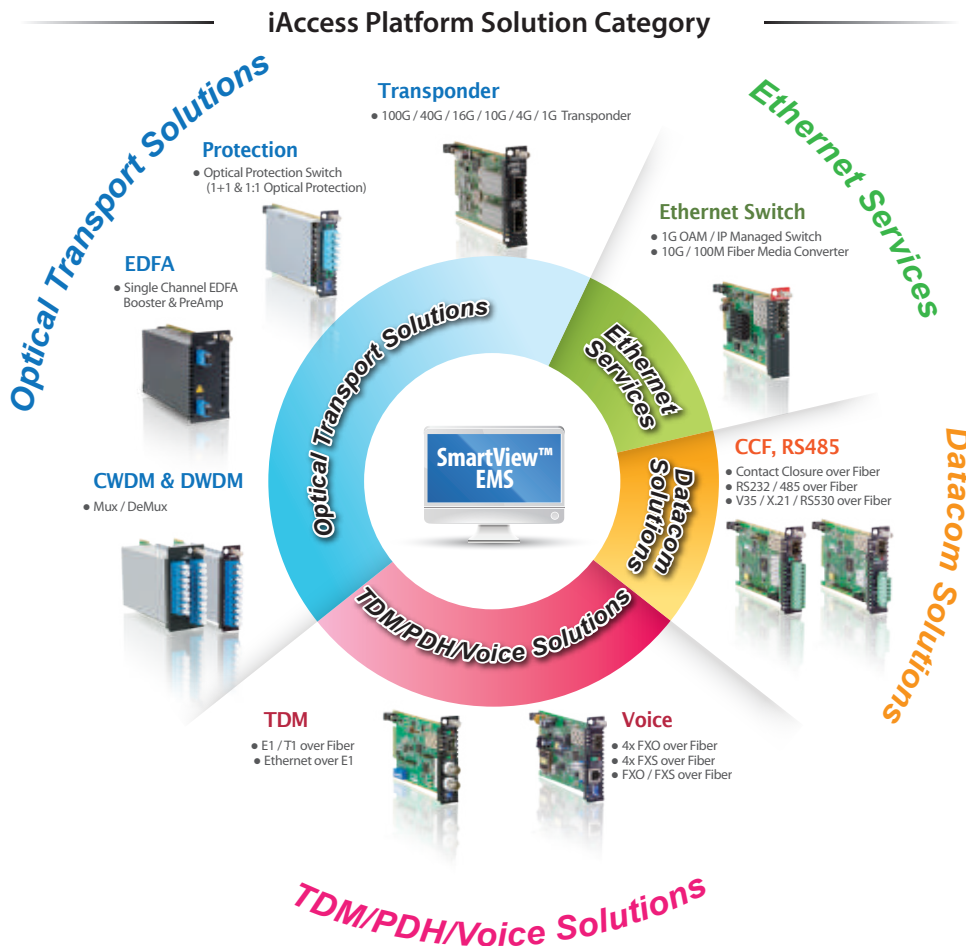 iAccess Platform Solution Category
Optical Transport Solutions
Transponder
● 100G / 40G / 16G / 10G / 4G / 1G Transponder
Protection
● Optical Protection Switch
(1+1 & 1:1 Optical Protection)
EDFA
● Single Channel EDFA
Booster & PreAmp
CWDM & DWDM
● Mux / DeMux
Ethernet Services
Ethernet Switch
● 1G OAM / IP Managed Switch
● 10G / 100M Fiber Media Converter
Optical Transport Solutions
Ethernet
Services
Datacom
Solutions
TDM/PDH/Voice Solutions
SmartView™
EMS
Datacom Solutions
CCF, RS485
● Contact Closure over Fiber
● RS232 / 485 over Fiber
● V35 / X.21 / RS530 over Fiber
TDM
● E1 / T1 over Fiber
● Ethernet over E1
Voice
● 4x FXO over Fiber
● 4x FXS over Fiber
● FXO / FXS over Fiber
TDM/PDH/Voice Solutions